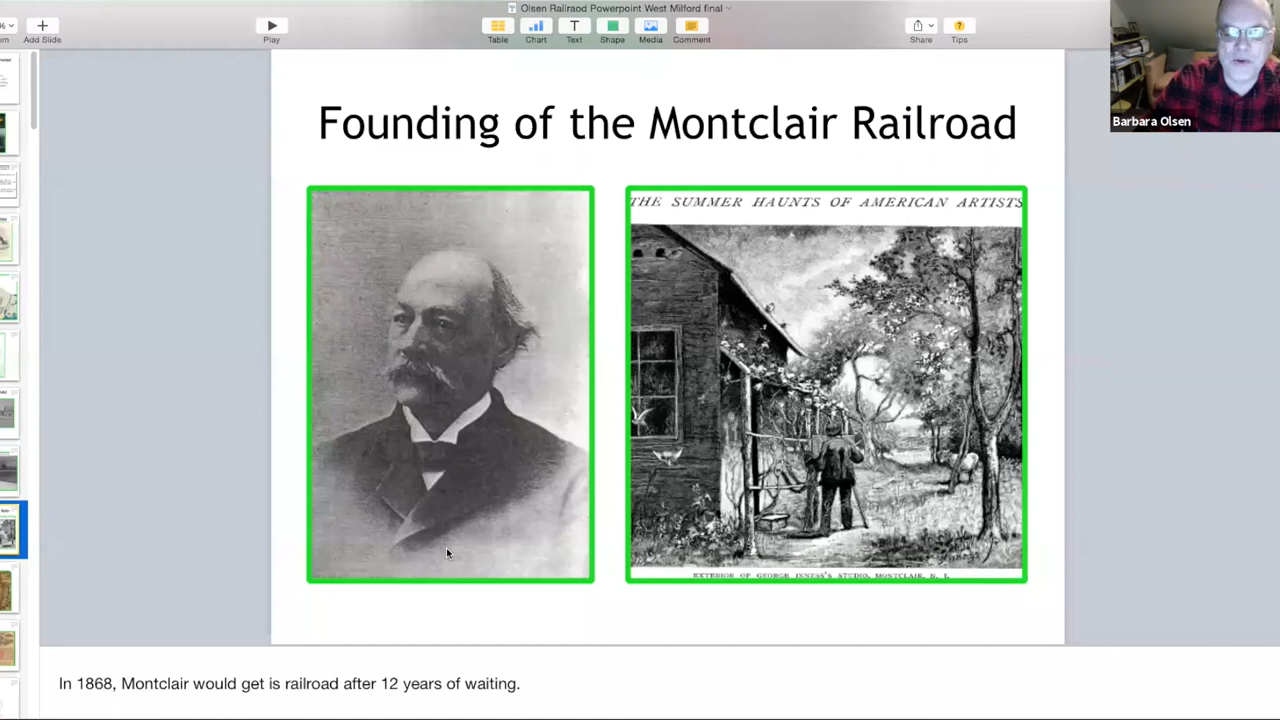 Olsen Railraod Powerpoint West Milford final
%
Add Slide
Play
Table
Chart
Text
Shape
Media
Comment
Share
Tips
?
Barbara Olsen
Founding of the Montclair Railroad
THE SUMMER HAUNTS OF AMERICAN ARTISTS
EXTERIOR OF GEORGE INNESS'S STUDIO, MONTCLAIR, N. J.
In 1868, Montclair would get is railroad after 12 years of waiting.